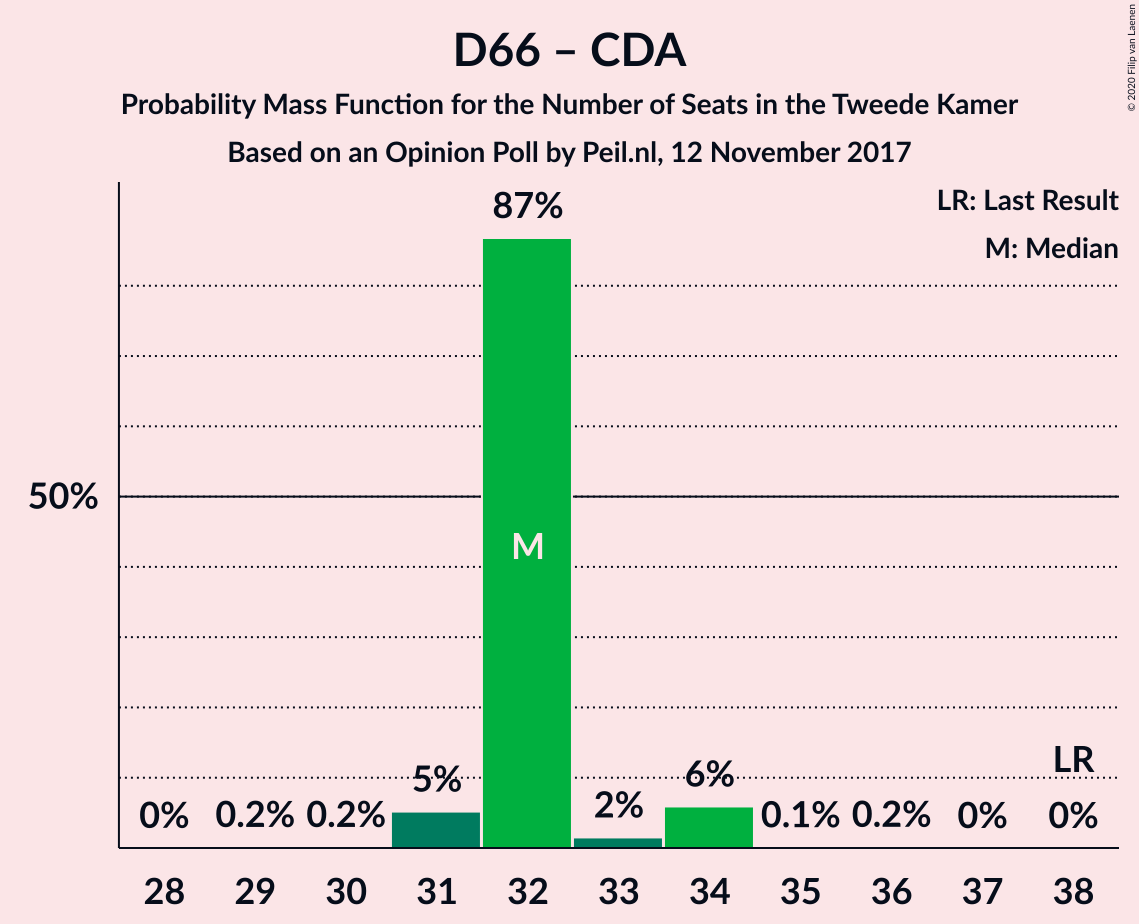 D66 – CDA
Probability Mass Function for the Number of Seats in the Tweede Kamer
Based on an Opinion Poll by Peil.nl, 12 November 2017
© 2020 Filip van Laenen
LR: Last Result
M: Median
87%
50%
M
LR
5%
6%
0%
0.2%
0.2%
2%
0.1%
0.2%
0%
0%
28 29 30 31 32 33 34 35 36 37 38